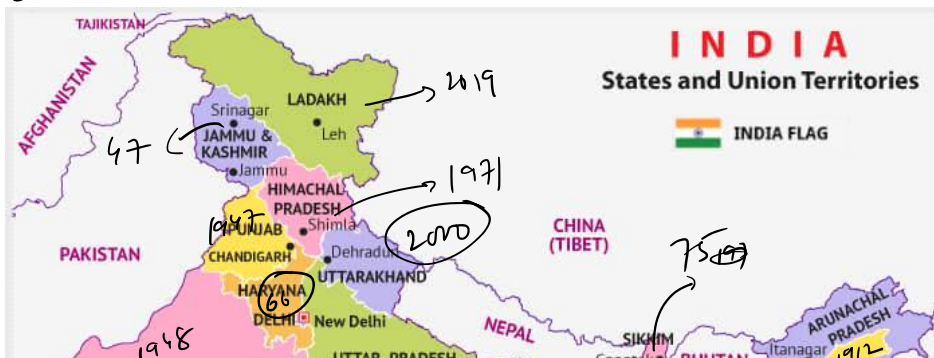 TAJIKISTAN
INDIA
States and Union Territories
INDIA FLAG
AFGHANISTAN
LADAKH
2019
Srinagar
Leh
JAMMU &
KASHMIR
47
Jammu
HIMACHAL
PRADESH
1971
Shimla
1947
PUNJAB
CHANDIGARH
2000
Dehradun
UTTARAKHAND
PAKISTAN
CHINA
(TIBET)
75
HARYANA
66
DELHI
New Delhi
NEPAL
SIKKIM
BHUTAN
ARUNACHAL
PRADESH
Itanagar
1948
UTTAR PRADESH